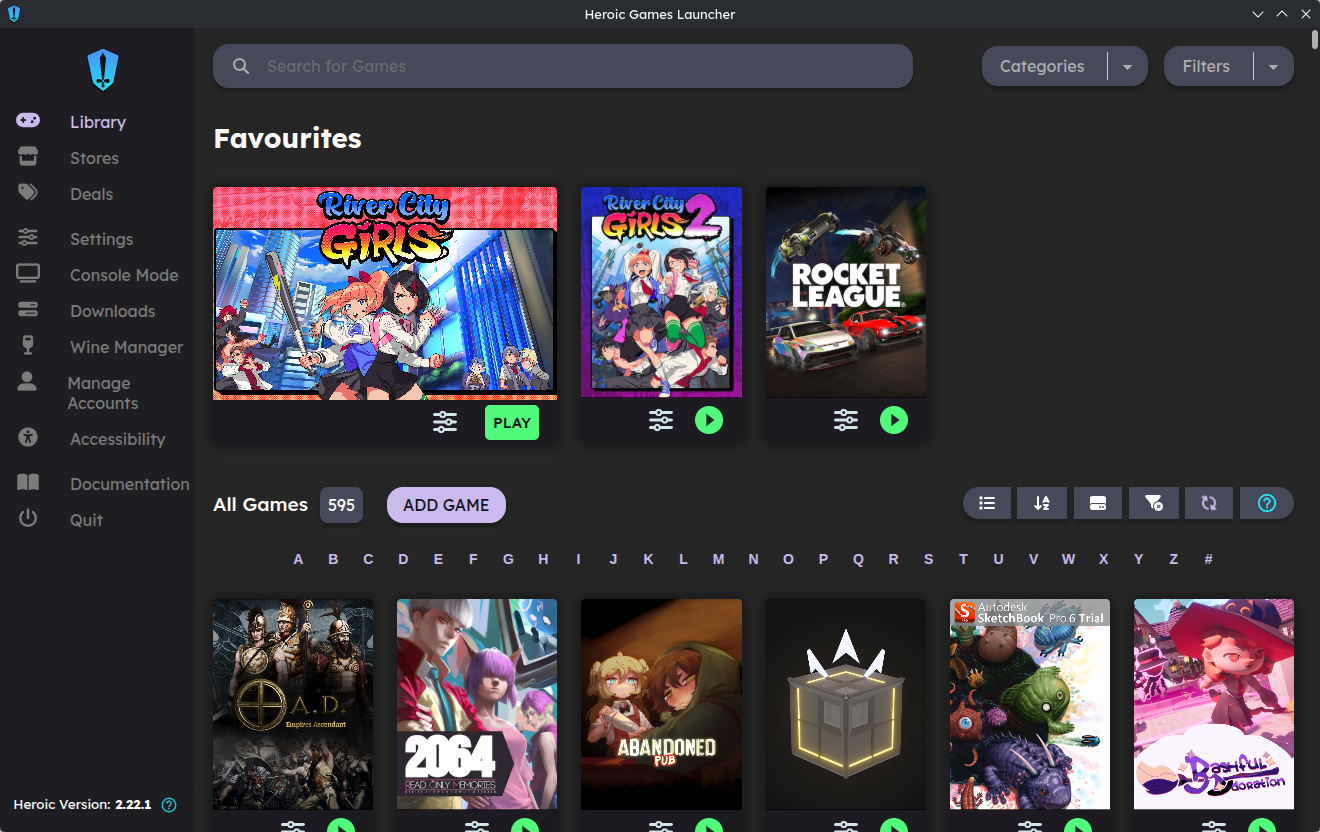 Heroic Games Launcher
Search for Games
Categories
Filters
Library
Stores
Deals
Settings
Console Mode
Downloads
Wine Manager
Manage
Accounts
Accessibility
Documentation
Quit
Heroic Version: 2.22.1
Favourites
River City
GIRLS
PLAY
River City
GIRLS 2
ROCKET
LEAGUE
All Games 595 ADD GAME
A B C D E F G H I J K L M N O P Q R S T U V W X Y Z #
A.D.
Empires Ascendant
2064
READ ONLY MEMORIES
ABANDONED
PUB
Autodesk
SketchBook Pro 6 Trial